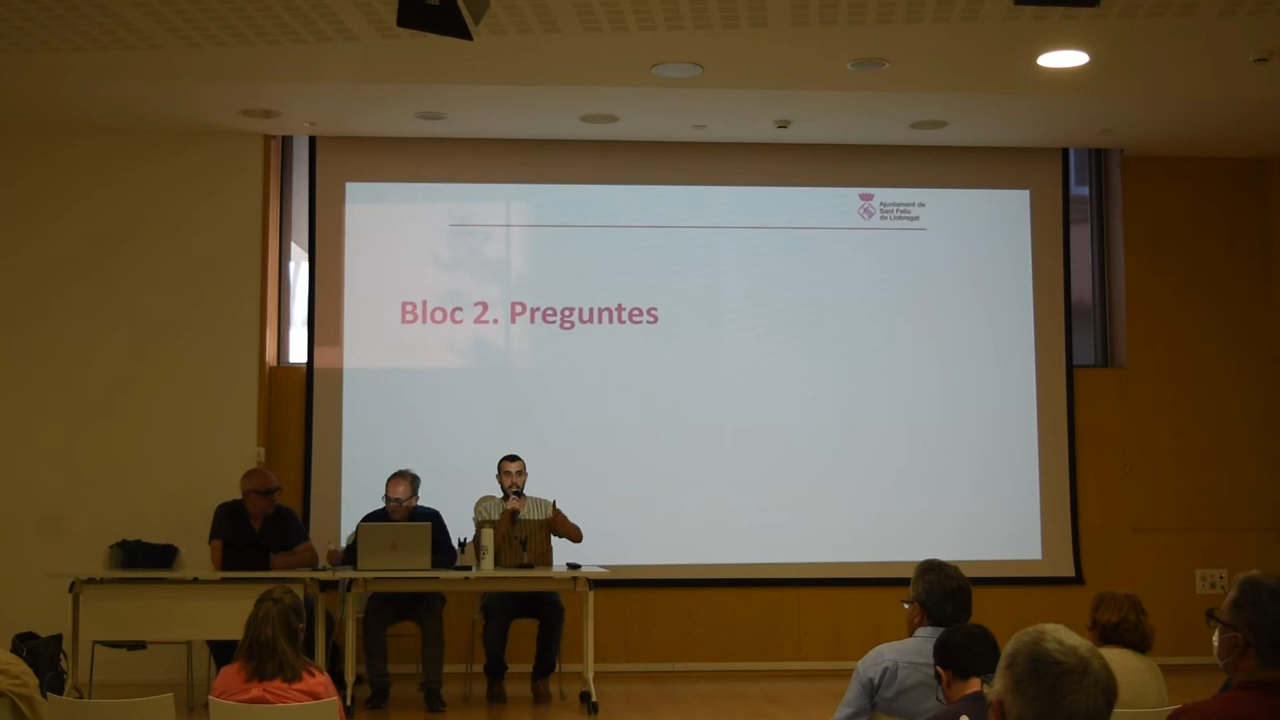 Ajuntament de
Sant Feliu
de Llobregat
Bloc 2. Preguntes